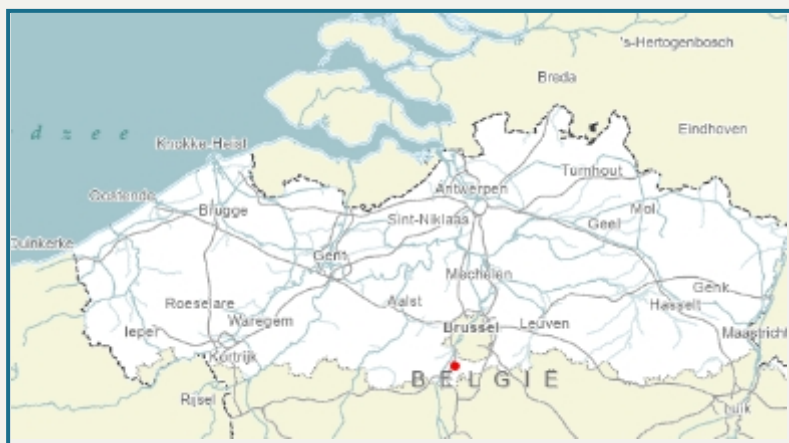 's-Hertogenbosch
Breda
Eindhoven
dzee
Knokke-Heist
Turnhout
Antwerpen
Oostende
Brugge
Sint-Niklaas
Mol
Geel
Duinkerke
Gent
Mechelen
Genk
Roeselare
Aalst
Hasselt
Ieper
Waregem
Brussel
Leuven
Maastricht
Kortrijk
BELGIË
Rijsel
Luik